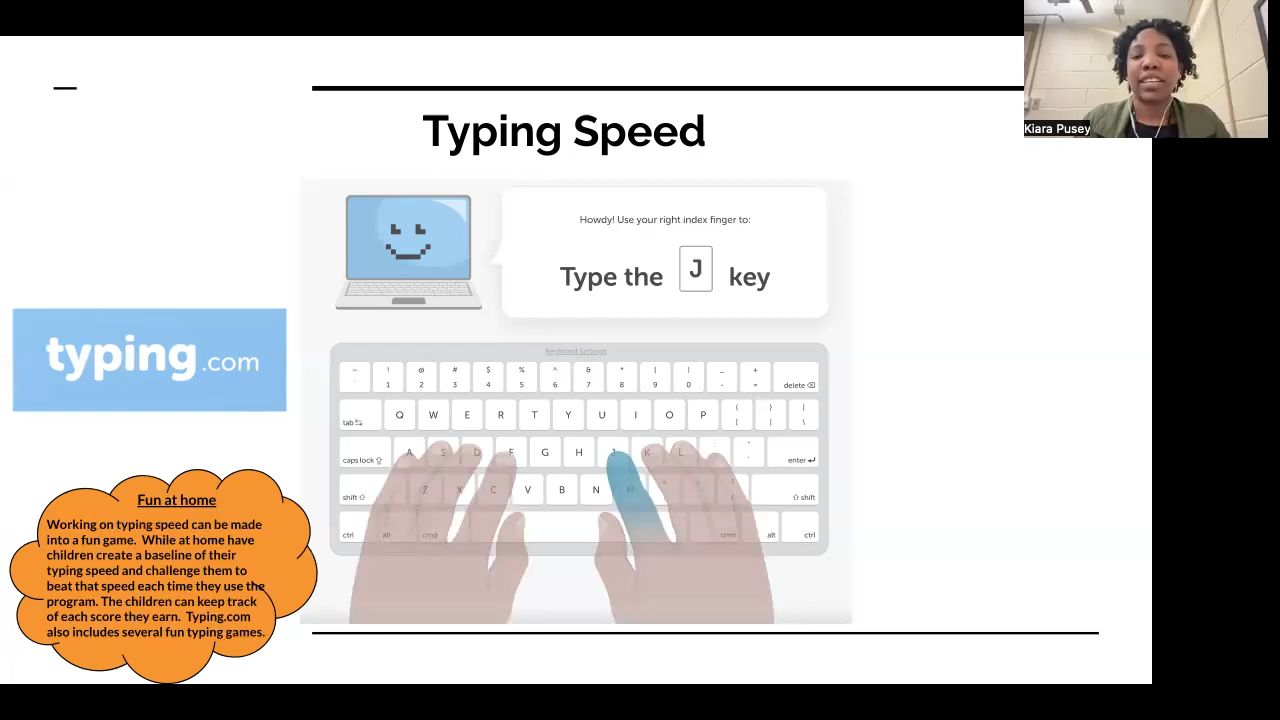 Kiara Pusey
Typing Speed
Howdy! Use your right index finger to:
Type the J key
typing.com
Keyboard Settings
~ ! @ # $ % ^ & * ( ) _ +
` 1 2 3 4 5 6 7 8 9 0 - = delete
tab Q W E R T Y U I O P { } |
[ ] \
caps lock A S D F G H J K L : "
enter
shift Z X C V B N M ? shift
ctrl alt cmd cmd alt ctrl
Fun at home
Working on typing speed can be made
into a fun game. While at home have
children create a baseline of their
typing speed and challenge them to
beat that speed each time they use the
program. The children can keep track
of each score they earn. Typing.com
also includes several fun typing games.